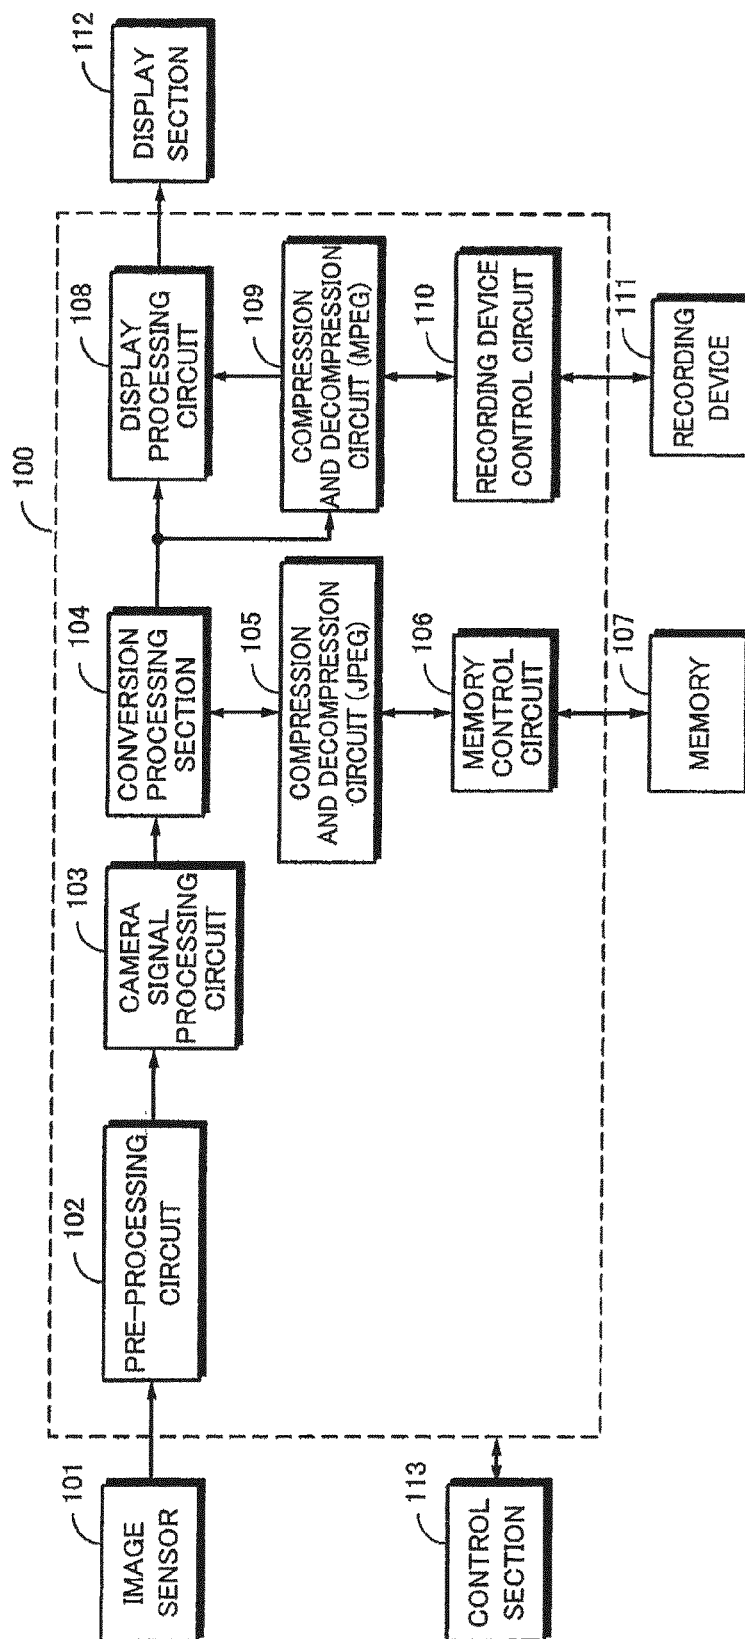 100
101
IMAGE
SENSOR
102
PRE-PROCESSING
CIRCUIT
103
CAMERA
SIGNAL
PROCESSING
CIRCUIT
104
CONVERSION
PROCESSING
SECTION
108
DISPLAY
PROCESSING
CIRCUIT
112
DISPLAY
SECTION
105
COMPRESSION
AND DECOMPRESSION
CIRCUIT (JPEG)
109
COMPRESSION
AND DECOMPRESSION
CIRCUIT (MPEG)
113
CONTROL
SECTION
106
MEMORY
CONTROL
CIRCUIT
110
RECORDING DEVICE
CONTROL CIRCUIT
107
MEMORY
111
RECORDING
DEVICE